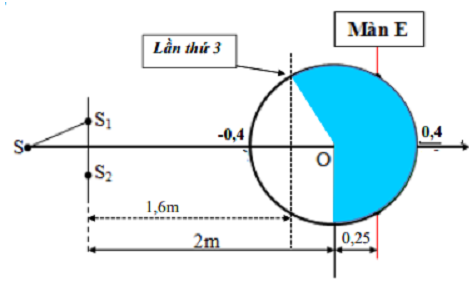 Màn E
Lần thứ 3
S₁
-0,4
0,4
S
O
S₂
1,6m
2m
0,25